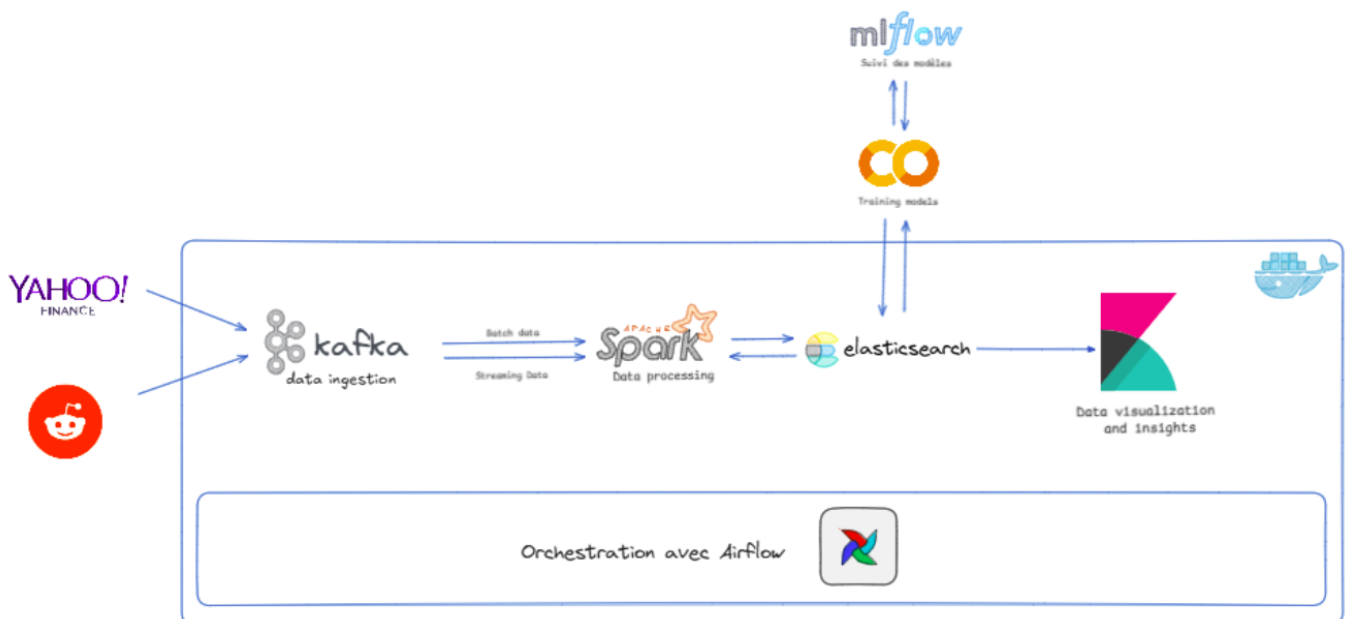 mlflow
Suivi des modèles
Training models
YAHOO!
FINANCE
kafka
data ingestion
Batch data
Streaming Data
APACHE
Spark
Data processing
elasticsearch
Data visualization
and insights
Orchestration avec Airflow